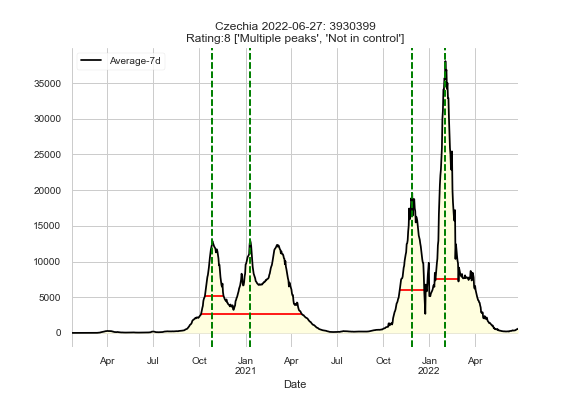 Czechia 2022-06-27: 3930399
Rating:8 ['Multiple peaks', 'Not in control']
Average-7d
35000
30000
25000
20000
15000
10000
5000
0
Apr Jul Oct Jan Apr Jul Oct Jan Apr
2021 2022
Date